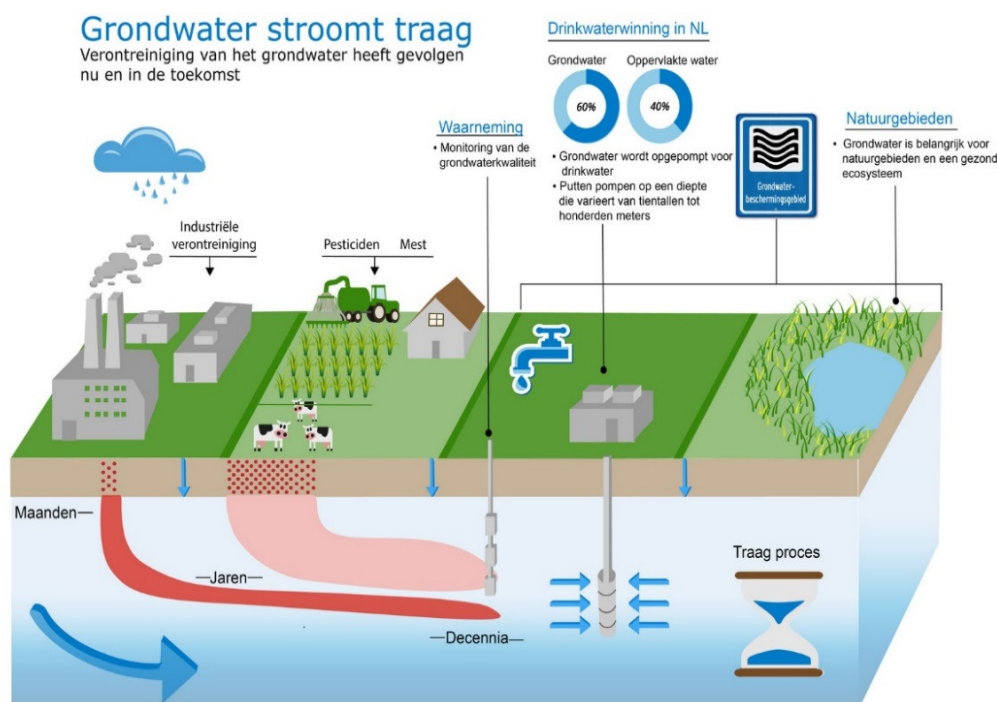 Grondwater stroomt traag
Verontreiniging van het grondwater heeft gevolgen
nu en in de toekomst
Drinkwaterwinning in NL
Grondwater
Oppervlakte water
60%
40%
• Grondwater wordt opgepompt voor
drinkwater
• Putten pompen op een diepte
die varieert van tientallen tot
honderden meters
Waarneming
• Monitoring van de
grondwaterkwaliteit
Grondwater-
beschermingsgebied
Natuurgebieden
• Grondwater is belangrijk voor
natuurgebieden en een gezond
ecosysteem
Industriële
verontreiniging
Pesticiden
Mest
Maanden
Jaren
Decennia
Traag proces